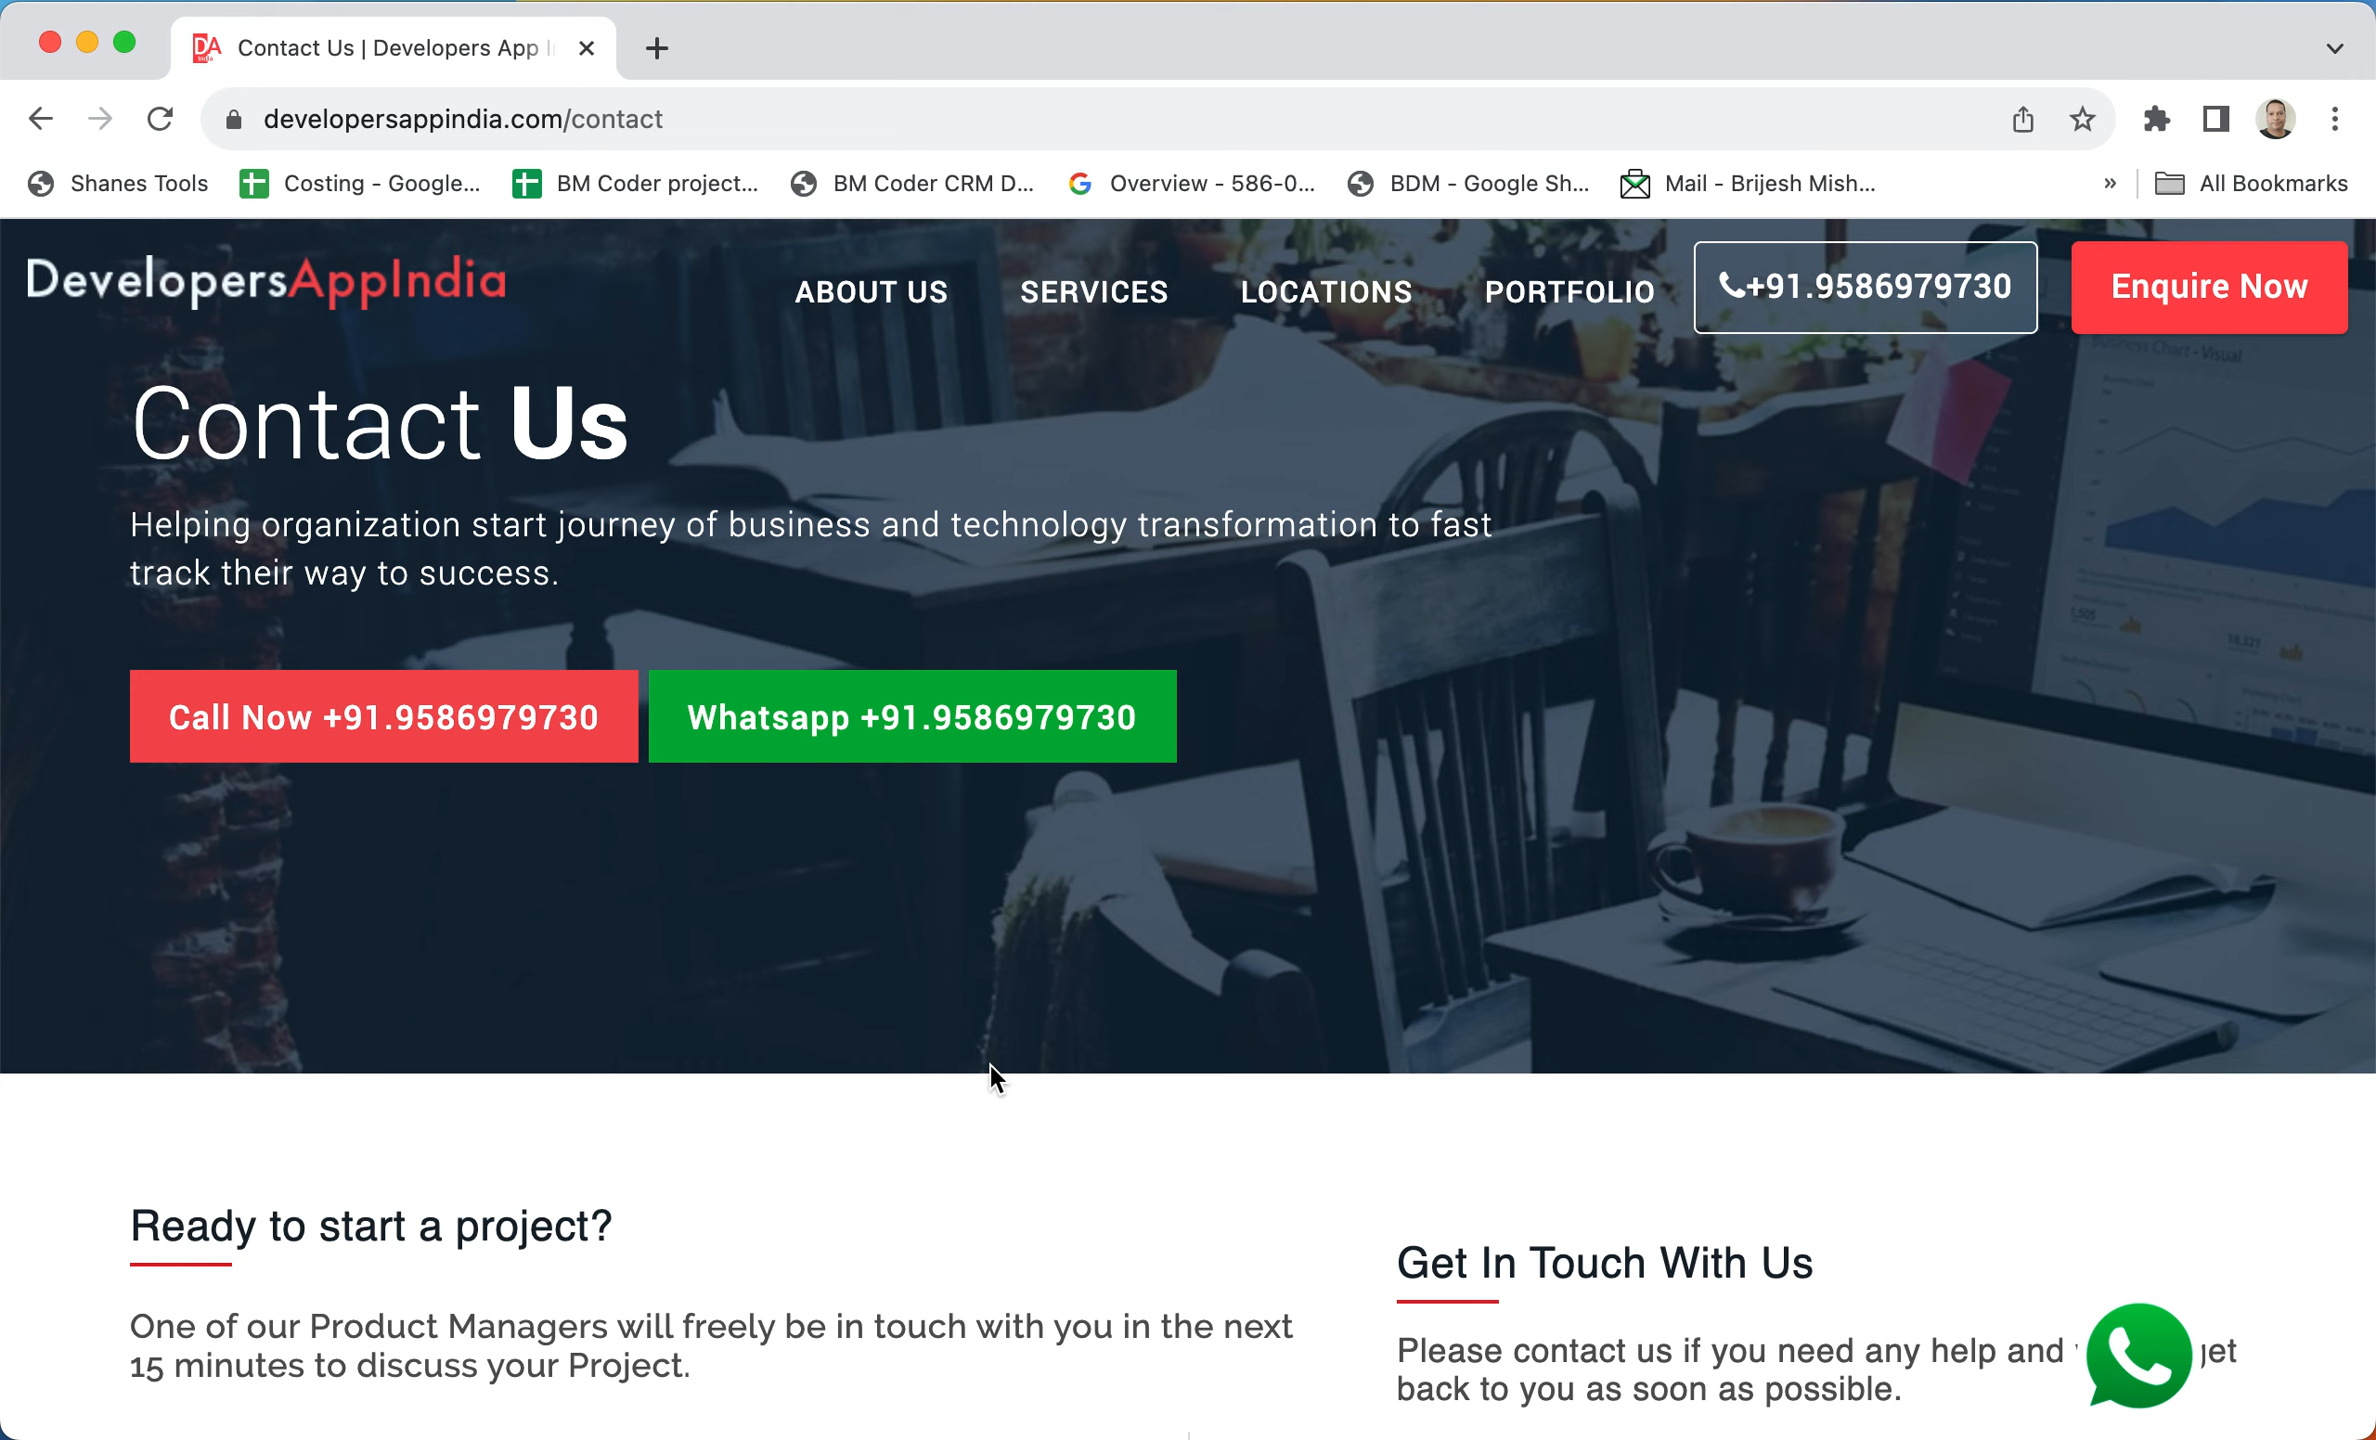 Contact Us | Developers App
developersappindia.com/contact
Shanes Tools
Costing - Google...
BM Coder project...
BM Coder CRM D...
Overview - 586-0...
BDM - Google Sh...
Mail - Brijesh Mish...
»
All Bookmarks
DevelopersAppIndia
ABOUT US
SERVICES
LOCATIONS
PORTFOLIO
+91.9586979730
Enquire Now
Business Chart - Visual
Contact Us
Helping organization start journey of business and technology transformation to fast
track their way to success.
Call Now +91.9586979730
Whatsapp +91.9586979730
Ready to start a project?
Get In Touch With Us
One of our Product Managers will freely be in touch with you in the next
15 minutes to discuss your Project.
Please contact us if you need any help and
back to you as soon as possible.